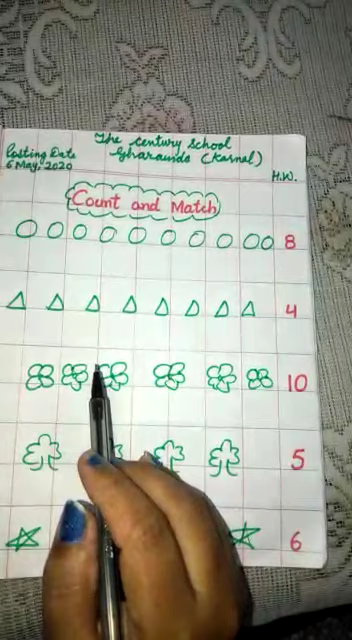 The Century School
Gharaunda (Karnal)
Posting Date
6 May, 2020
H.W.
Count and Match
8
4
10
5
6